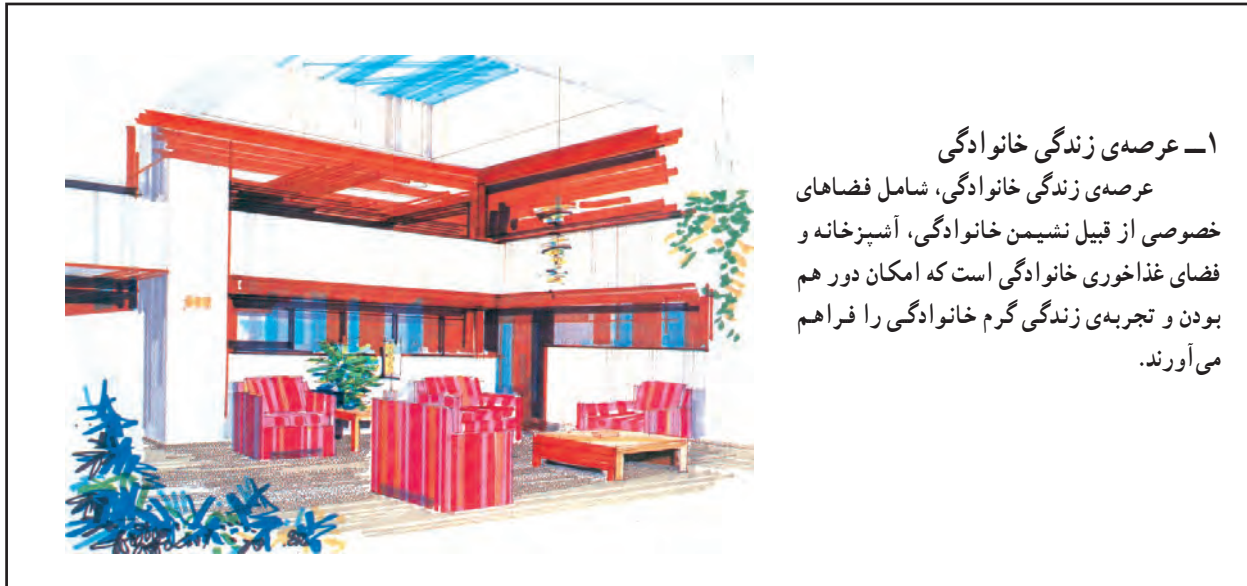 ۱ــ عرصه‌ی زندگی خانوادگی
عرصه‌ی زندگی خانوادگی، شامل فضاهای
خصوصی از قبیل نشیمن خانوادگی، آشپزخانه و
فضای غذاخوری خانوادگی است که امکان دور هم
بودن و تجربه‌ی زندگی گرم خانوادگی را فراهم
می‌آورند.